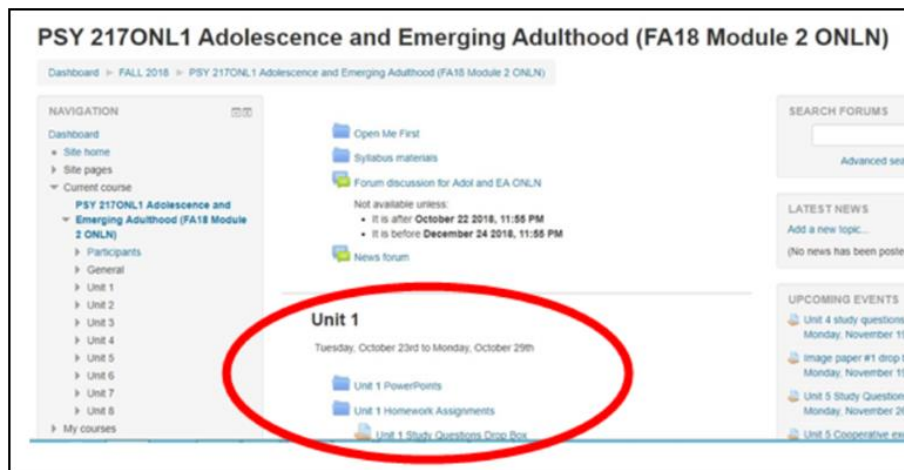 PSY 217ONL1 Adolescence and Emerging Adulthood (FA18 Module 2 ONLN)
Dashboard ► FALL 2018 ► PSY 217ONL1 Adolescence and Emerging Adulthood (FA18 Module 2 ONLN)
NAVIGATION
Dashboard
Site home
Site pages
Current course
PSY 217ONL1 Adolescence and
Emerging Adulthood (FA18 Module
2 ONLN)
Participants
General
Unit 1
Unit 2
Unit 3
Unit 4
Unit 5
Unit 6
Unit 7
Unit 8
My courses
Open Me First
Syllabus materials
Forum discussion for Adol and EA ONLN
Not available unless:
• It is after October 22 2018, 11:55 PM
• It is before December 24 2018, 11:55 PM
News forum
Unit 1
Tuesday, October 23rd to Monday, October 29th
Unit 1 PowerPoints
Unit 1 Homework Assignments
Unit 1 Study Questions Drop Box
SEARCH FORUMS
Advanced sea
LATEST NEWS
Add a new topic...
(No news has been poste
UPCOMING EVENTS
Unit 4 study questions
Monday, November 19
Image paper #1 drop b
Monday, November 19
Unit 5 Study Question
Monday, November 26
Unit 5 Cooperative ex